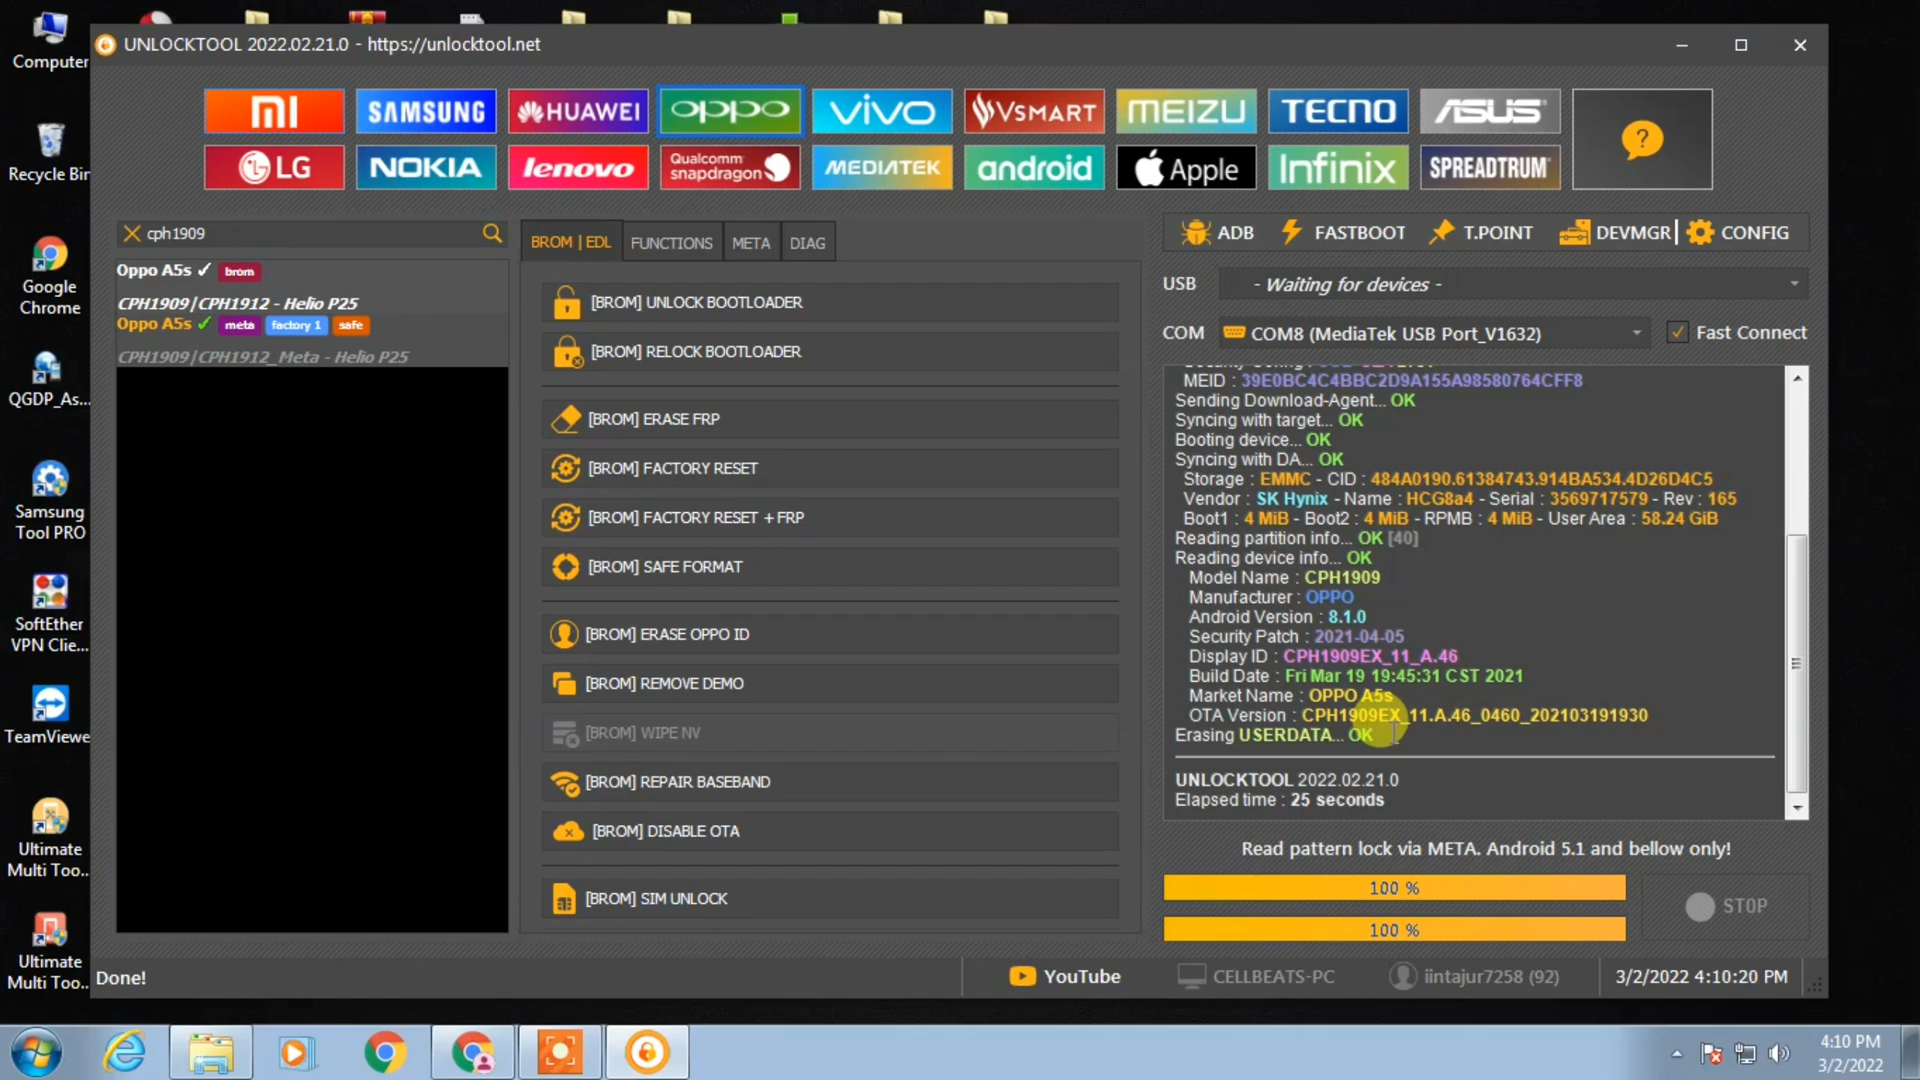 Computer
Recycle Bin
Google
Chrome
QGDP_As...
Samsung
Tool PRO
SoftEther
VPN Clie...
TeamViewe
Ultimate
Multi Too...
Ultimate
Multi Too...
UNLOCKTOOL 2022.02.21.0 - https://unlocktool.net
SAMSUNG HUAWEI oppo vivo VSMART MEIZU TECNO ASUS
LG NOKIA lenovo Qualcomm snapdragon MEDIATEK android Apple Infinix SPREADTRUM
cph1909
Oppo A5s ✓ brom
CPH1909|CPH1912 - Helio P25
Oppo A5s ✓ meta factory 1 safe
CPH1909|CPH1912_Meta - Helio P25
BROM | EDL FUNCTIONS META DIAG
[BROM] UNLOCK BOOTLOADER
[BROM] RELOCK BOOTLOADER
[BROM] ERASE FRP
[BROM] FACTORY RESET
[BROM] FACTORY RESET + FRP
[BROM] SAFE FORMAT
[BROM] ERASE OPPO ID
[BROM] REMOVE DEMO
[BROM] WIPE NV
[BROM] REPAIR BASEBAND
[BROM] DISABLE OTA
[BROM] SIM UNLOCK
ADB FASTBOOT T.POINT DEVMGR CONFIG
USB - Waiting for devices -
COM COM8 (MediaTek USB Port_V1632) Fast Connect
MEID : 39E0BC4C4BBC2D9A155A98580764CFF8
Sending Download-Agent... OK
Syncing with target... OK
Booting device... OK
Syncing with DA... OK
Storage : EMMC - CID : 484A0190.61384743.914BA534.4D26D4C5
Vendor : SK Hynix - Name : HCG8a4 - Serial : 3569717579 - Rev : 165
Boot1 : 4 MiB - Boot2 : 4 MiB - RPMB : 4 MiB - User Area : 58.24 GiB
Reading partition info... OK [40]
Reading device info... OK
Model Name : CPH1909
Manufacturer : OPPO
Android Version : 8.1.0
Security Patch : 2021-04-05
Display ID : CPH1909EX_11_A.46
Build Date : Fri Mar 19 19:45:31 CST 2021
Market Name : OPPO A5s
OTA Version : CPH1909EX_11.A.46_0460_202103191930
Erasing USERDATA... OK
UNLOCKTOOL 2022.02.21.0
Elapsed time : 25 seconds
Read pattern lock via META. Android 5.1 and bellow only!
100 %
100 %
STOP
Done! YouTube CELLBEATS-PC iintajur7258 (92) 3/2/2022 4:10:20 PM
4:10 PM
3/2/2022